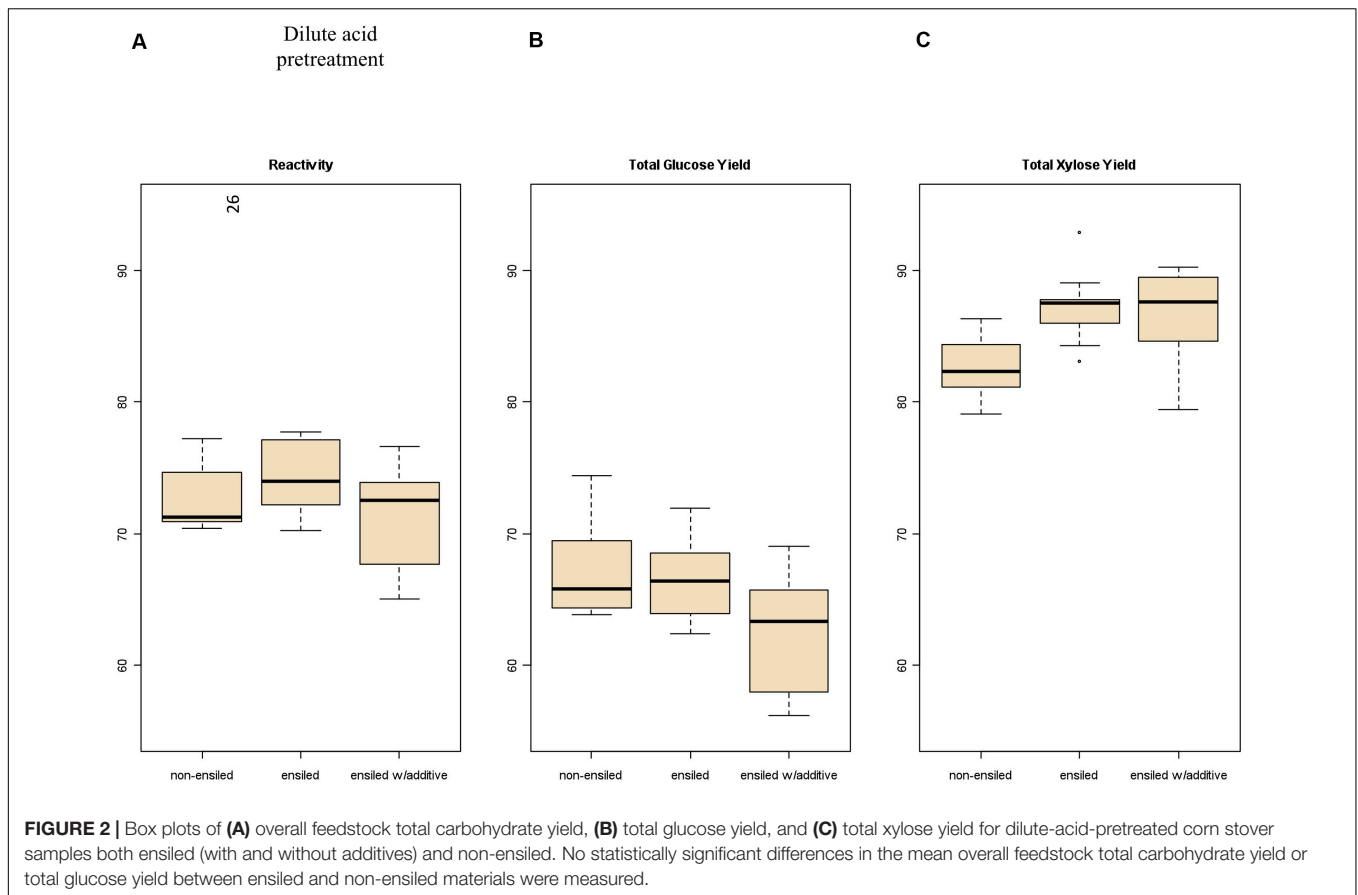 A
Dilute acid
pretreatment
B
C
Reactivity
26
90
80
70
60
non-ensiled ensiled ensiled w/additive
Total Glucose Yield
90
80
70
60
non-ensiled ensiled ensiled w/additive
Total Xylose Yield
90
80
70
60
non-ensiled ensiled ensiled w/additive
FIGURE 2 | Box plots of (A) overall feedstock total carbohydrate yield, (B) total glucose yield, and (C) total xylose yield for dilute-acid-pretreated corn stover
samples both ensiled (with and without additives) and non-ensiled. No statistically significant differences in the mean overall feedstock total carbohydrate yield or
total glucose yield between ensiled and non-ensiled materials were measured.